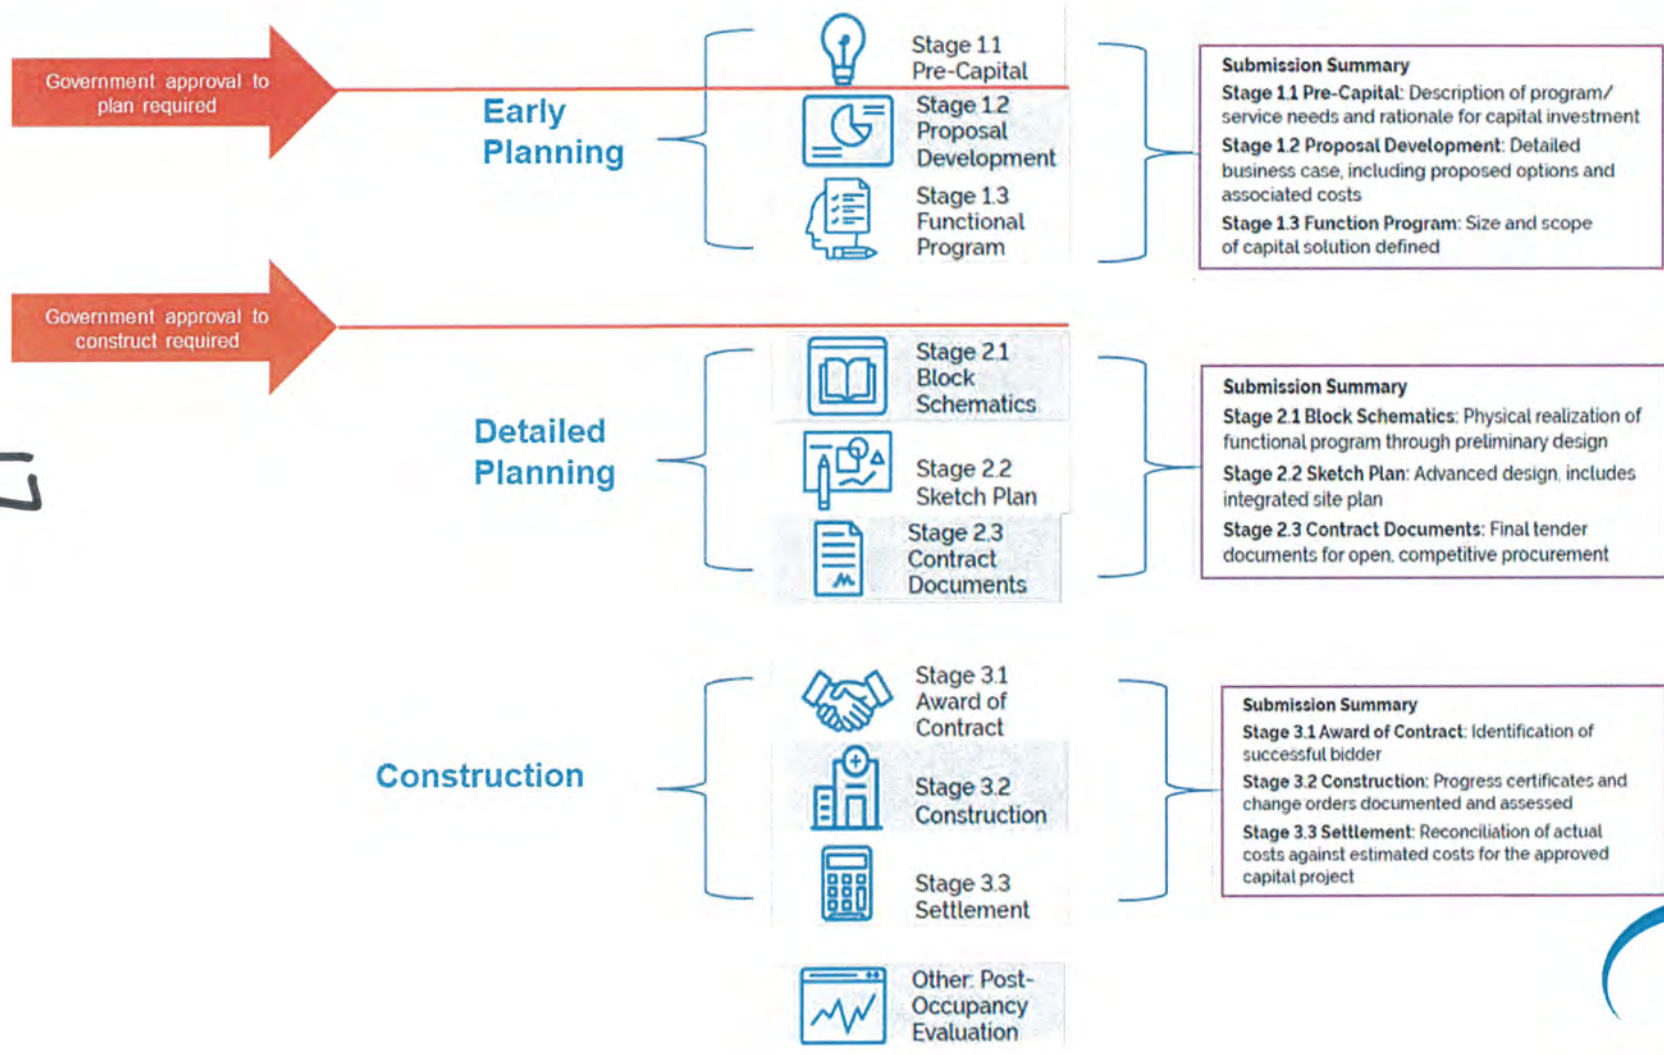 Government approval to
plan required
Early
Planning
Stage 1.1
Pre-Capital
Stage 1.2
Proposal
Development
Stage 1.3
Functional
Program
Submission Summary
Stage 1.1 Pre-Capital: Description of program/
service needs and rationale for capital investment
Stage 1.2 Proposal Development: Detailed
business case, including proposed options and
associated costs
Stage 1.3 Function Program: Size and scope
of capital solution defined
Government approval to
construct required
Detailed
Planning
Stage 2.1
Block
Schematics
Stage 2.2
Sketch Plan
Stage 2.3
Contract
Documents
Submission Summary
Stage 2.1 Block Schematics: Physical realization of
functional program through preliminary design
Stage 2.2 Sketch Plan: Advanced design, includes
integrated site plan
Stage 2.3 Contract Documents: Final tender
documents for open, competitive procurement
Construction
Stage 3.1
Award of
Contract
Stage 3.2
Construction
Stage 3.3
Settlement
Submission Summary
Stage 3.1 Award of Contract: Identification of
successful bidder
Stage 3.2 Construction: Progress certificates and
change orders documented and assessed
Stage 3.3 Settlement: Reconciliation of actual
costs against estimated costs for the approved
capital project
Other: Post-
Occupancy
Evaluation